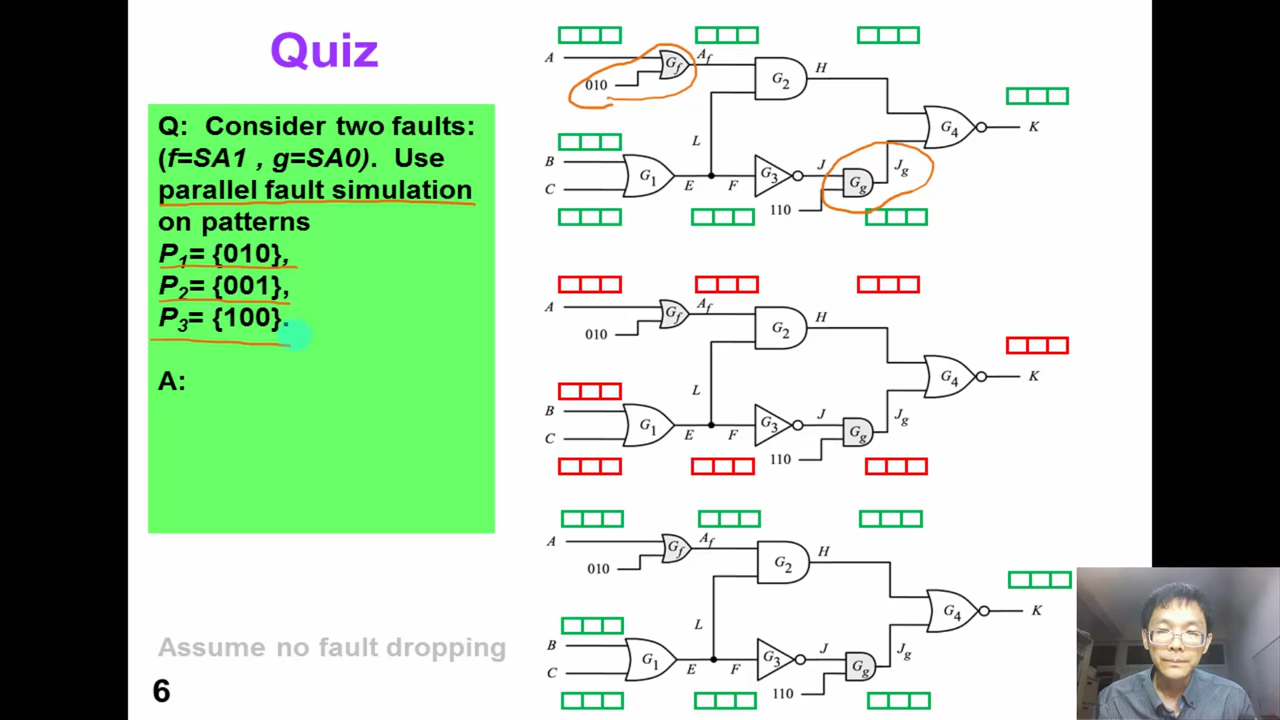 Quiz
Q: Consider two faults:
(f=SA1 , g=SA0). Use
parallel fault simulation
on patterns
P1= {010},
P2= {001},
P3= {100}.
A:
Assume no fault dropping
6
A
010
Gf
Af
G2
H
L
B
C
G1
E
F
G3
J
Gg
110
Jg
G4
K
A
010
Gf
Af
G2
H
L
B
C
G1
E
F
G3
J
Gg
110
Jg
G4
K
A
010
Gf
Af
G2
H
L
B
C
G1
E
F
G3
J
Gg
110
Jg
G4
K